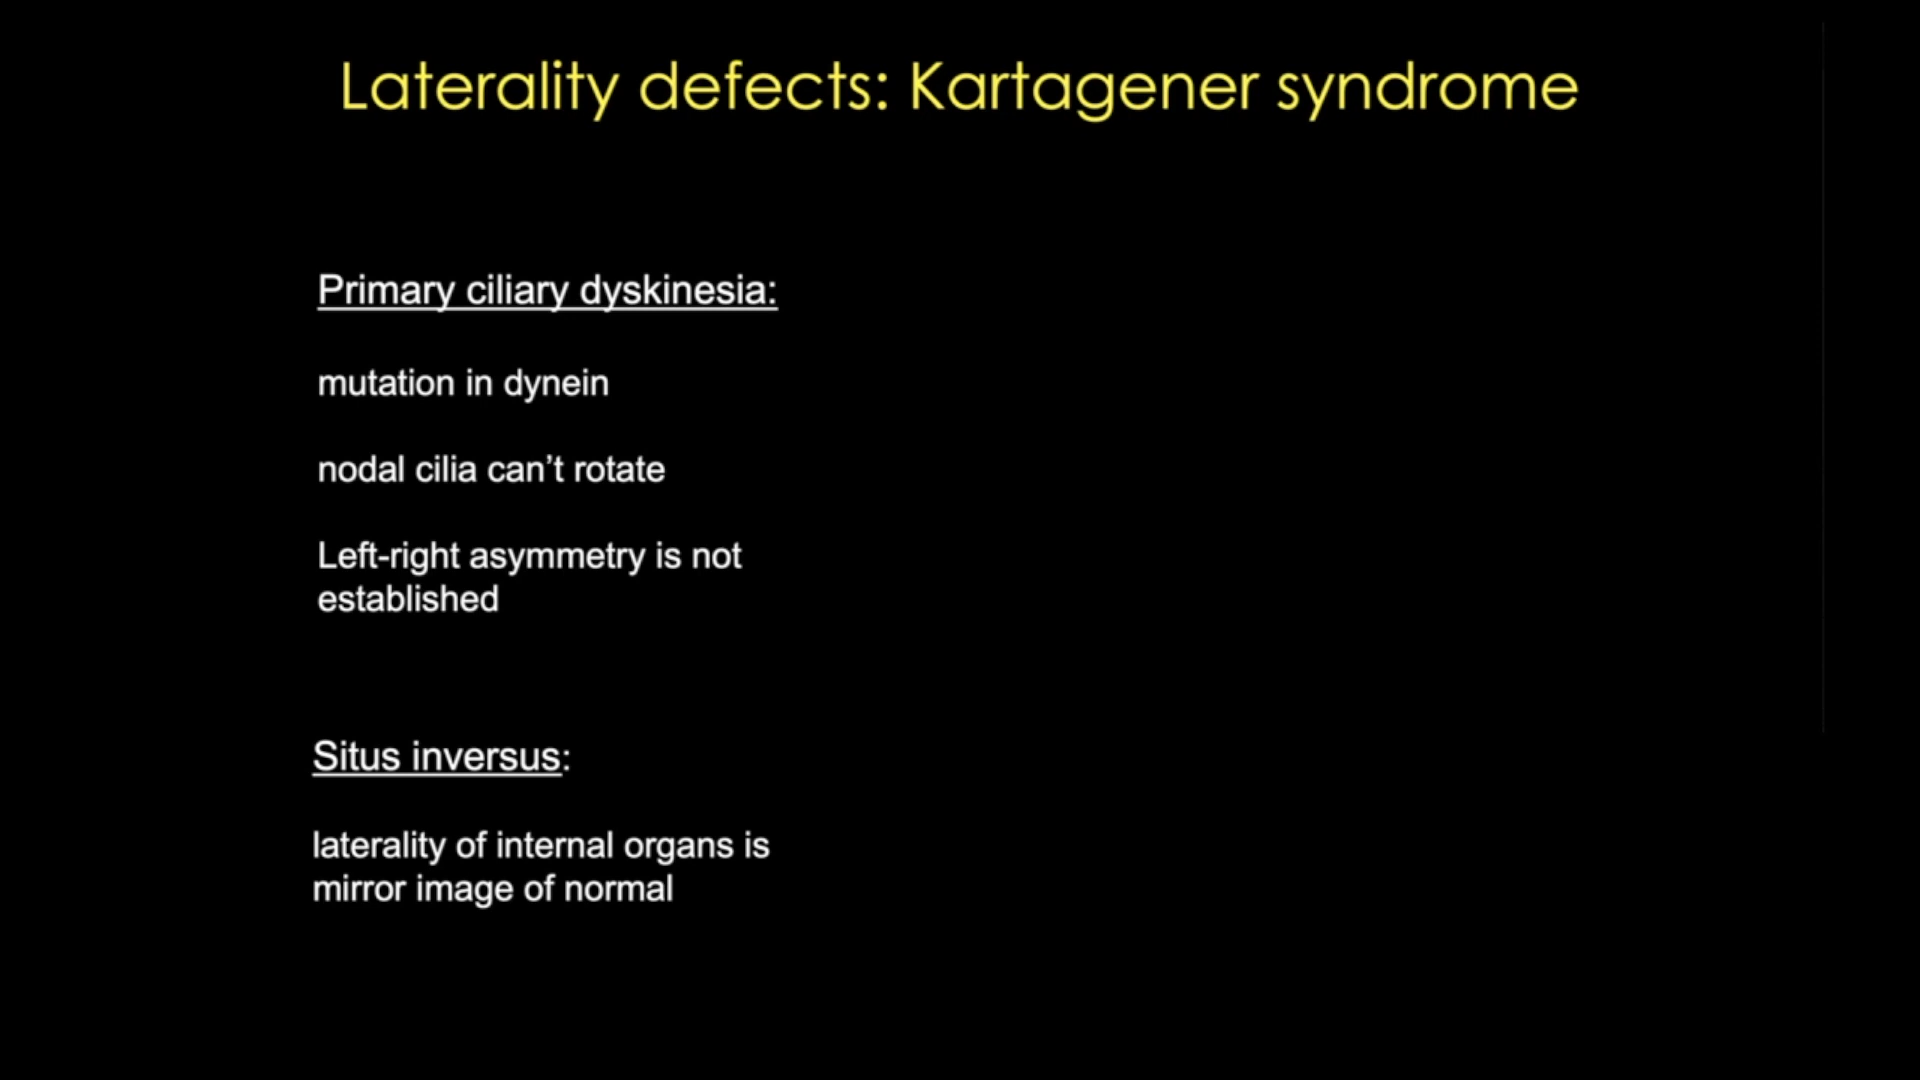 Laterality defects: Kartagener syndrome
Primary ciliary dyskinesia:
mutation in dynein
nodal cilia can’t rotate
Left-right asymmetry is not
established
Situs inversus:
laterality of internal organs is
mirror image of normal